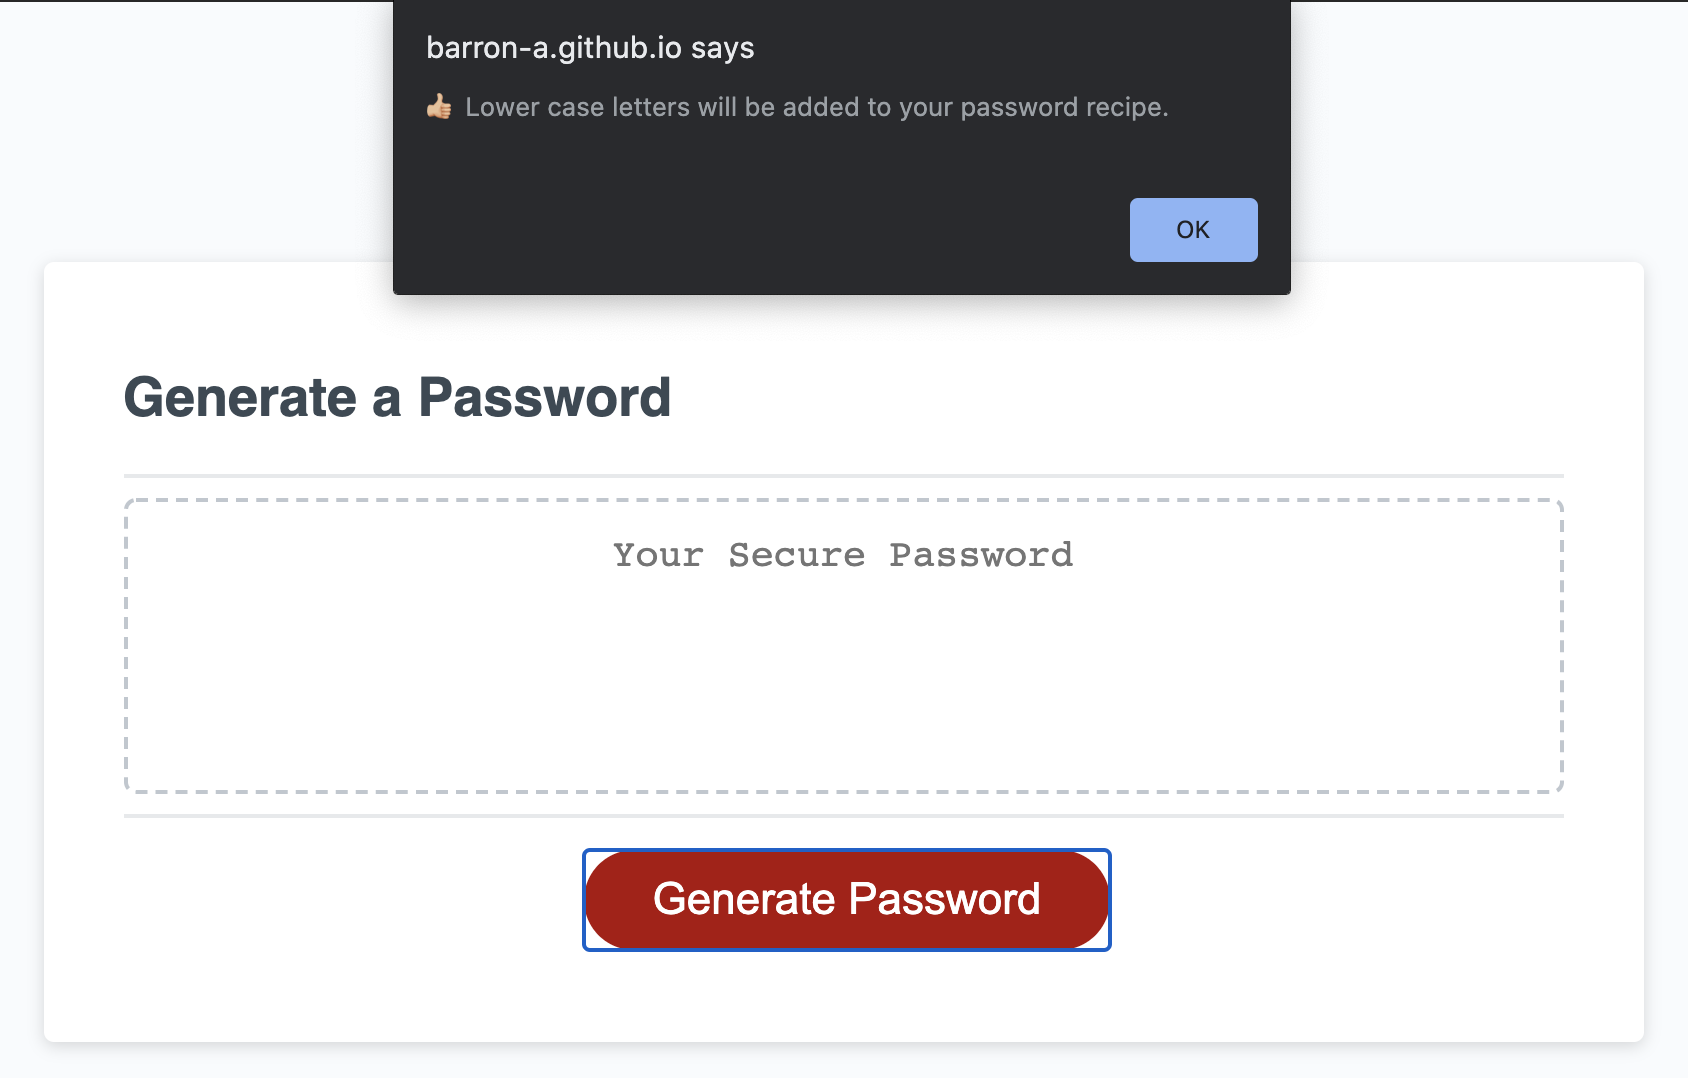 barron-a.github.io says
👍🏼 Lower case letters will be added to your password recipe.
OK
Generate a Password
Your Secure Password
Generate Password